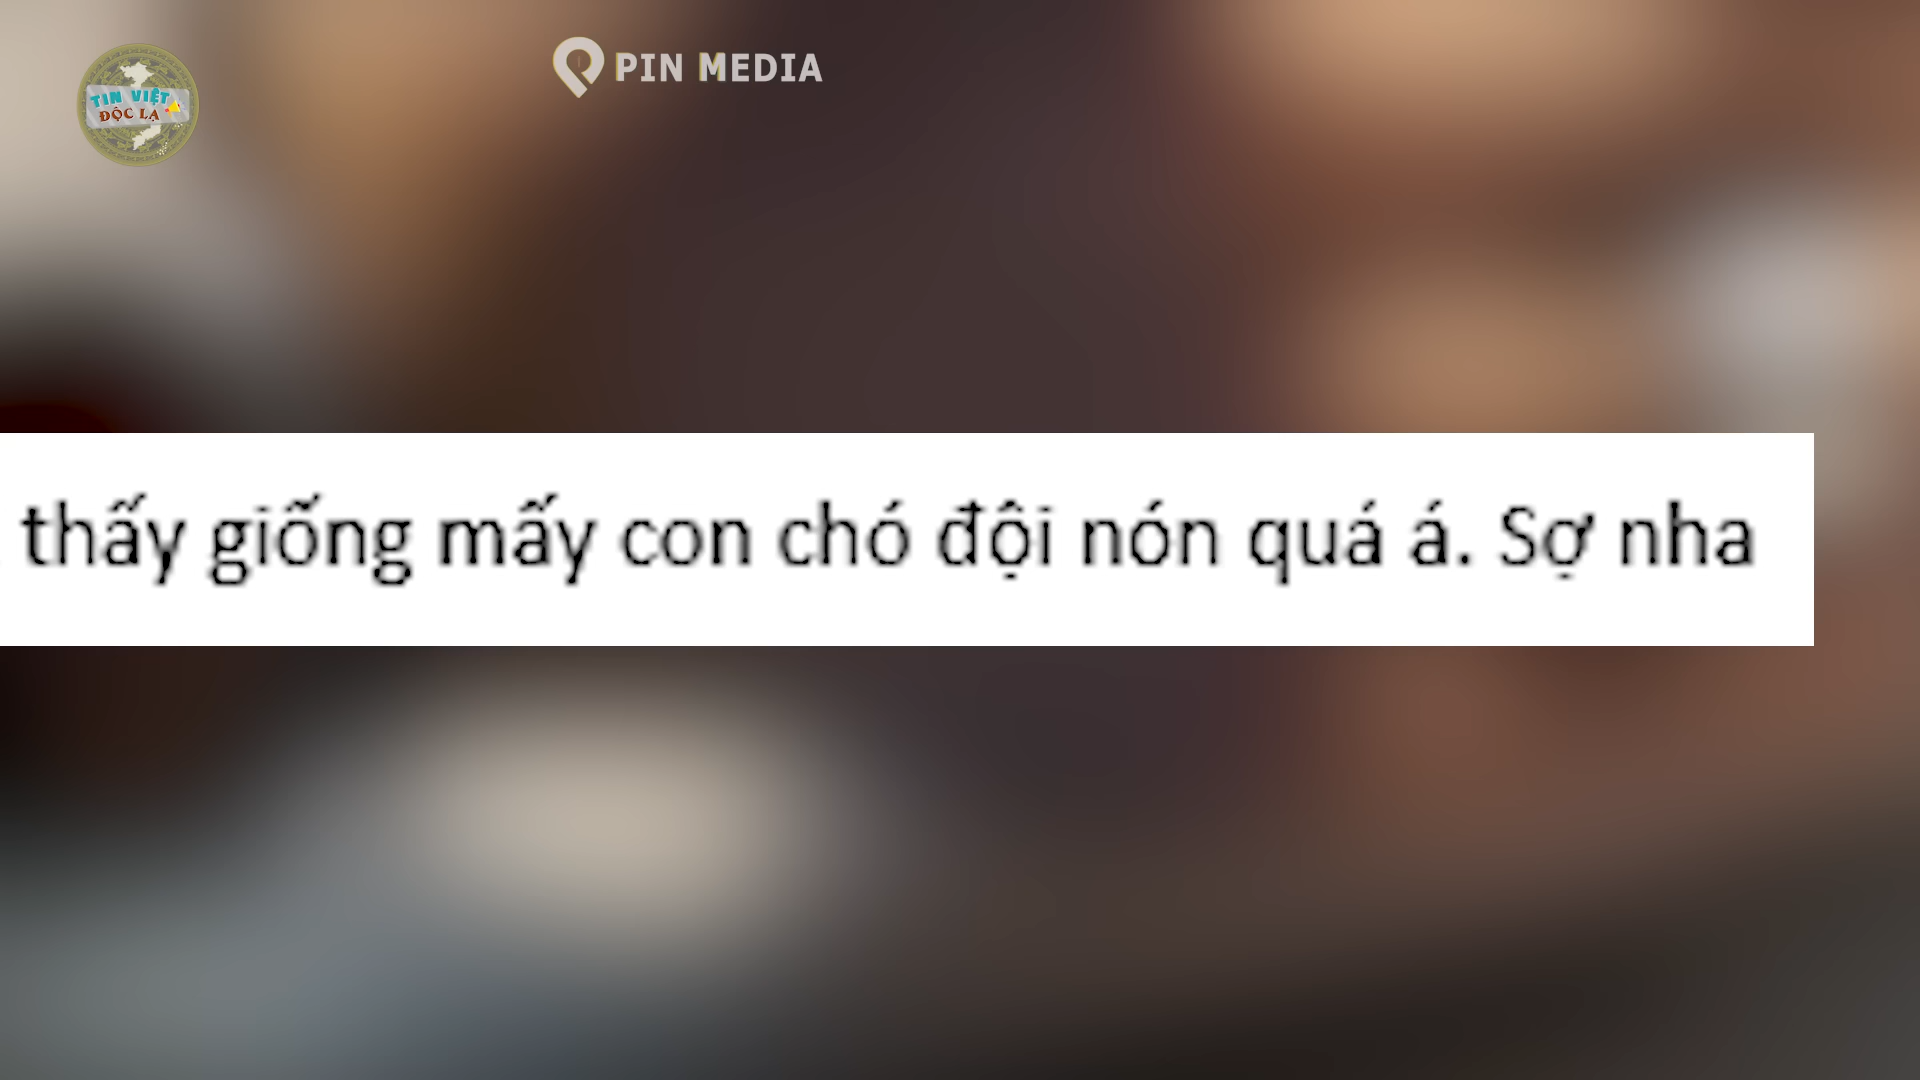 PIN MEDIA
TIN VIỆT
ĐỘC LẠ
thấy giống mấy con chó đội nón quá á. Sợ nha